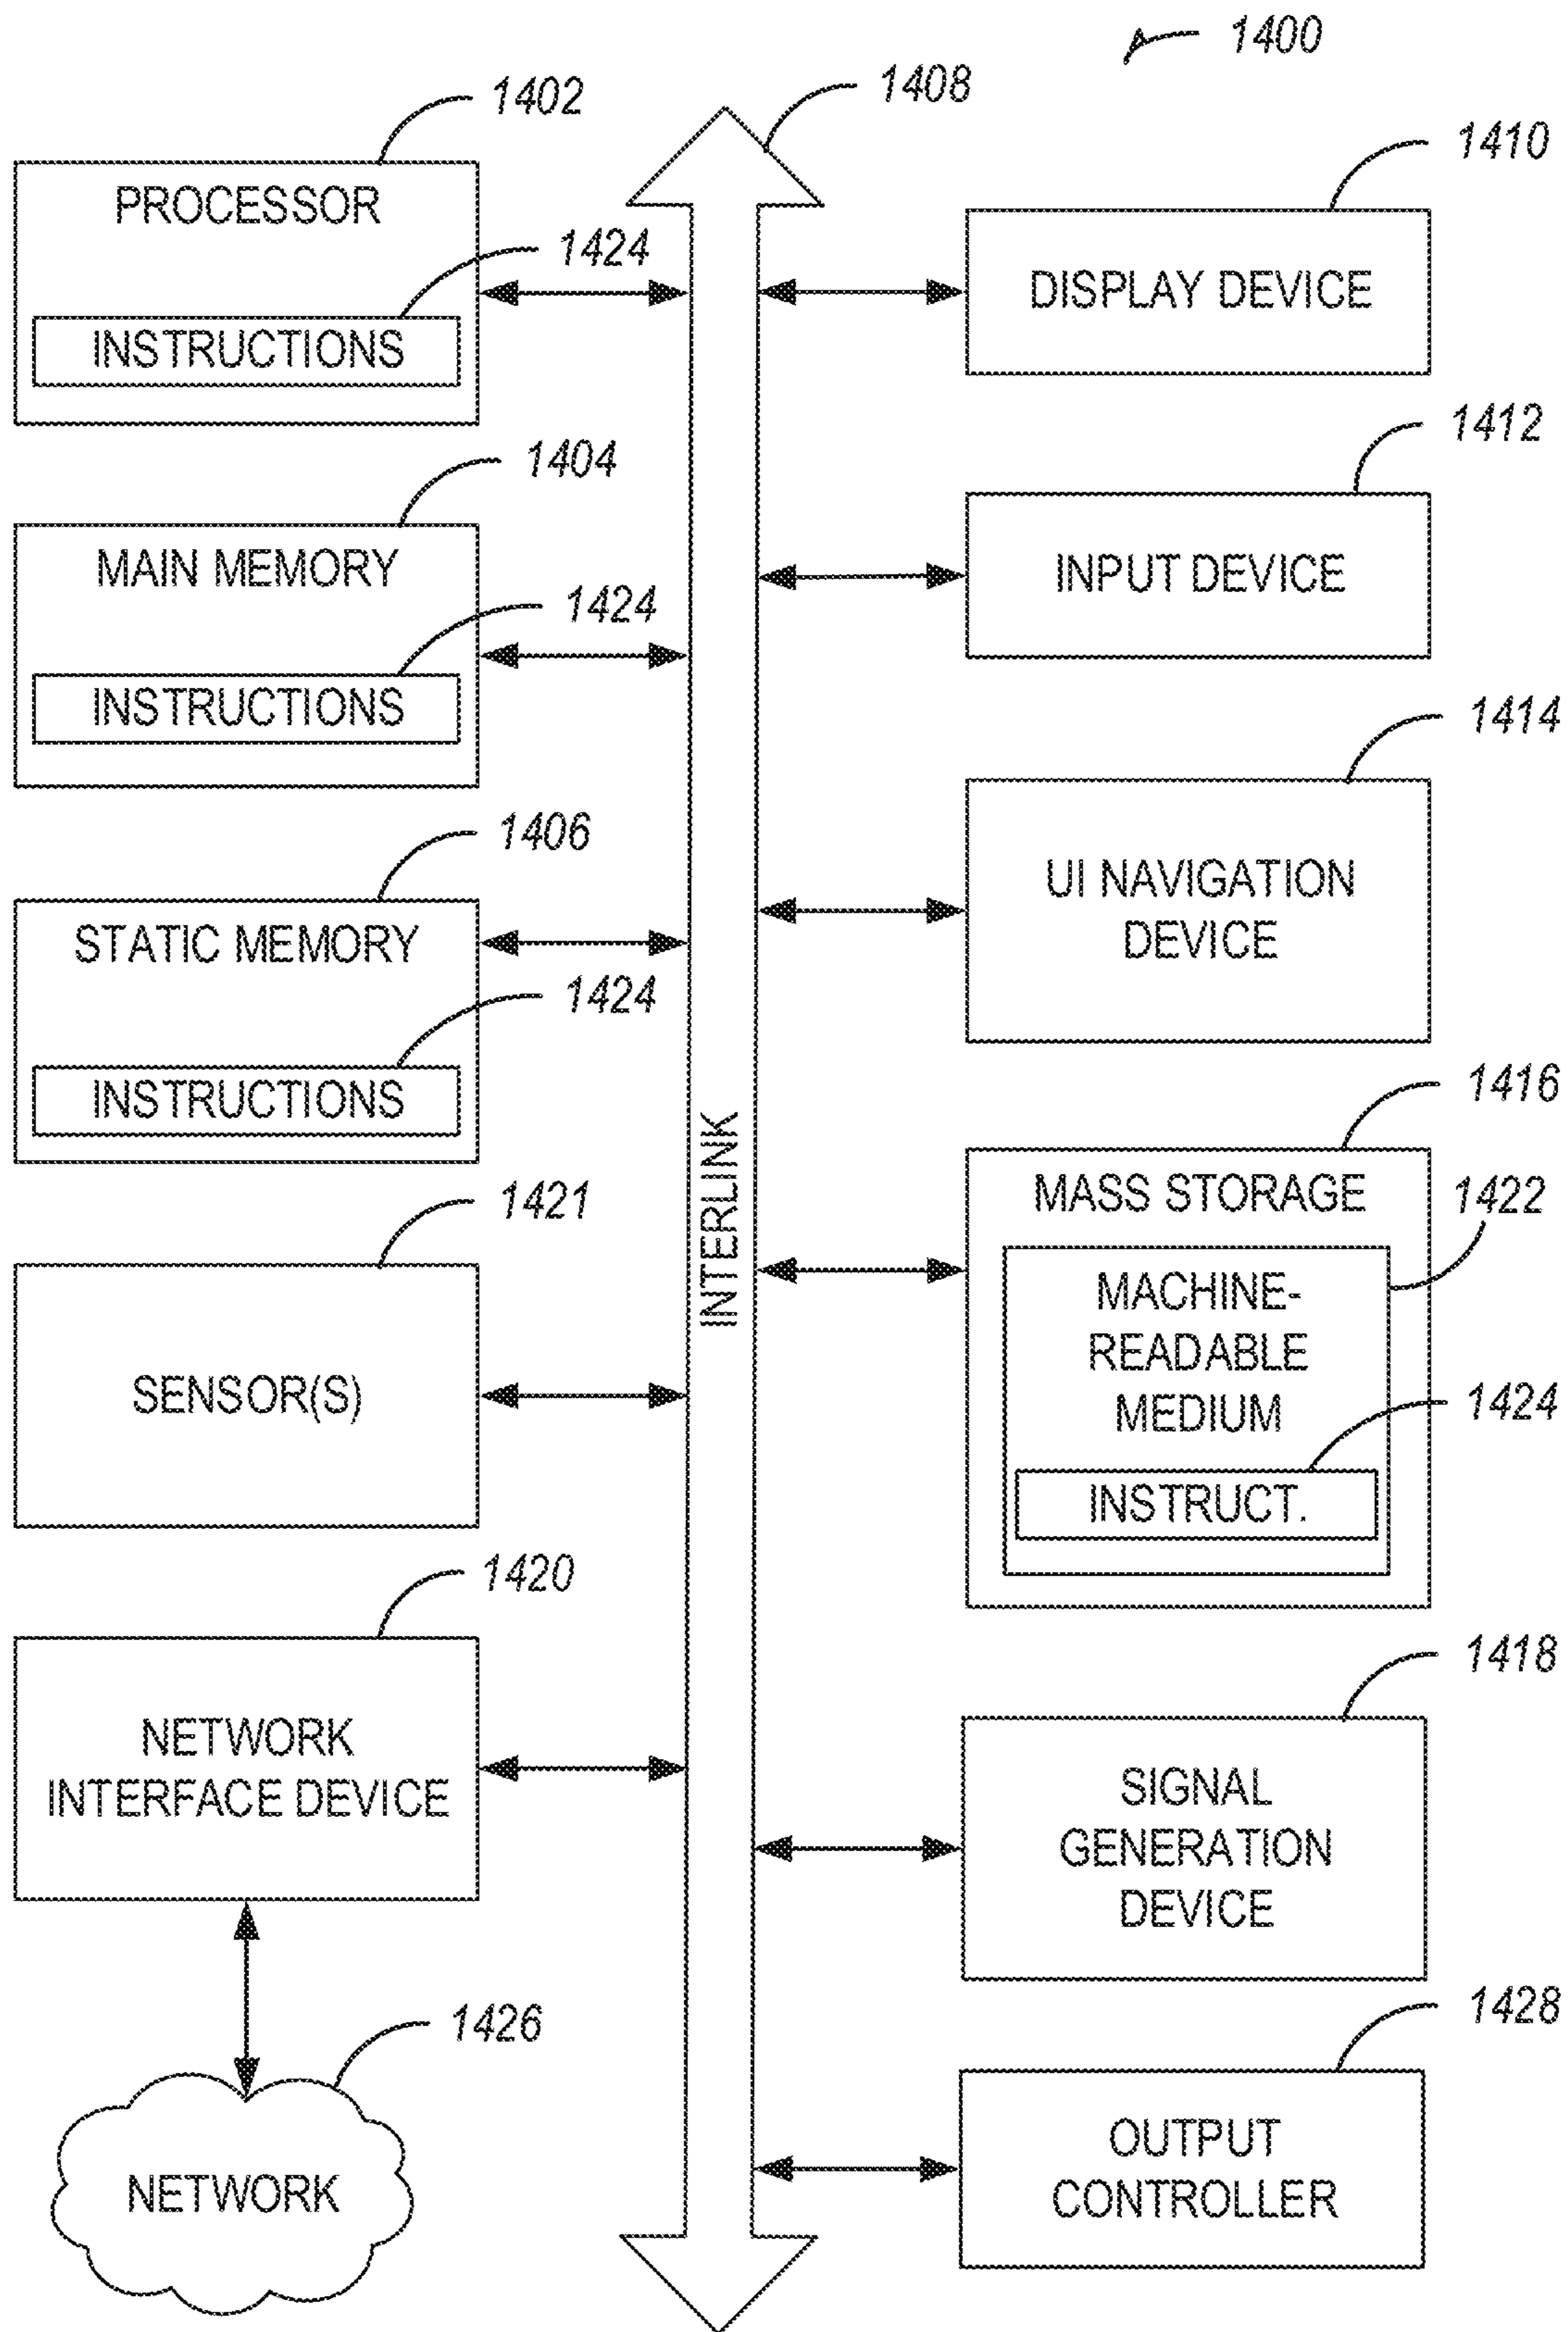 1400
1408
1402
PROCESSOR
1424
INSTRUCTIONS
1404
MAIN MEMORY
1424
INSTRUCTIONS
1406
STATIC MEMORY
1424
INSTRUCTIONS
1421
SENSOR(S)
1420
NETWORK
INTERFACE DEVICE
1426
NETWORK
INTERLINK
1410
DISPLAY DEVICE
1412
INPUT DEVICE
1414
UI NAVIGATION
DEVICE
1416
MASS STORAGE
1422
MACHINE-
READABLE
MEDIUM
1424
INSTRUCT.
1418
SIGNAL
GENERATION
DEVICE
1428
OUTPUT
CONTROLLER